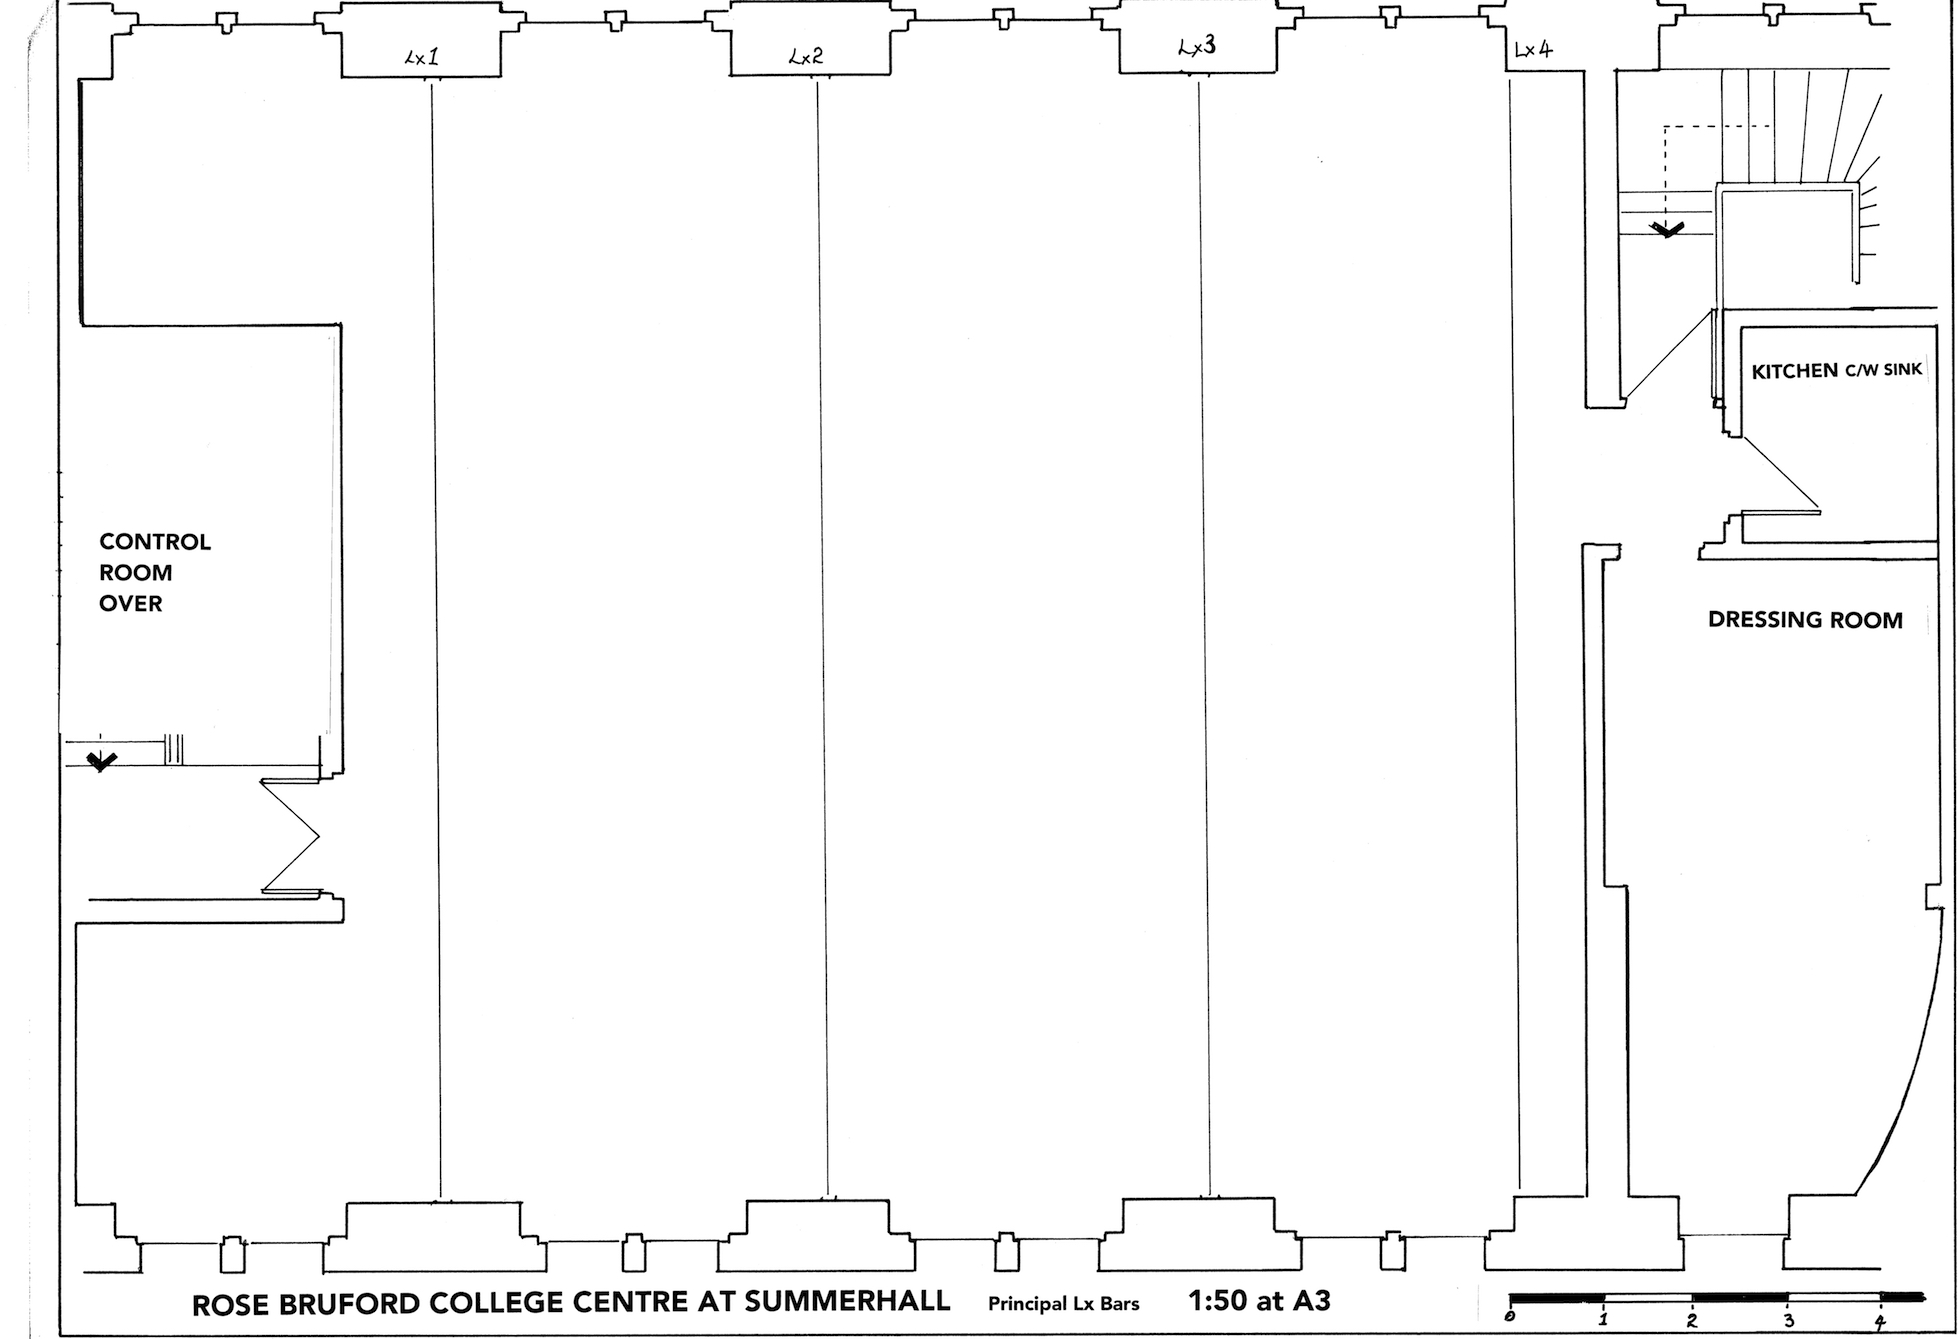 Lx1
Lx2
Lx3
Lx4
KITCHEN C/W SINK
CONTROL
ROOM
OVER
DRESSING ROOM
ROSE BRUFORD COLLEGE CENTRE AT SUMMERHALL
Principal Lx Bars
1:50 at A3
0 1 2 3 4